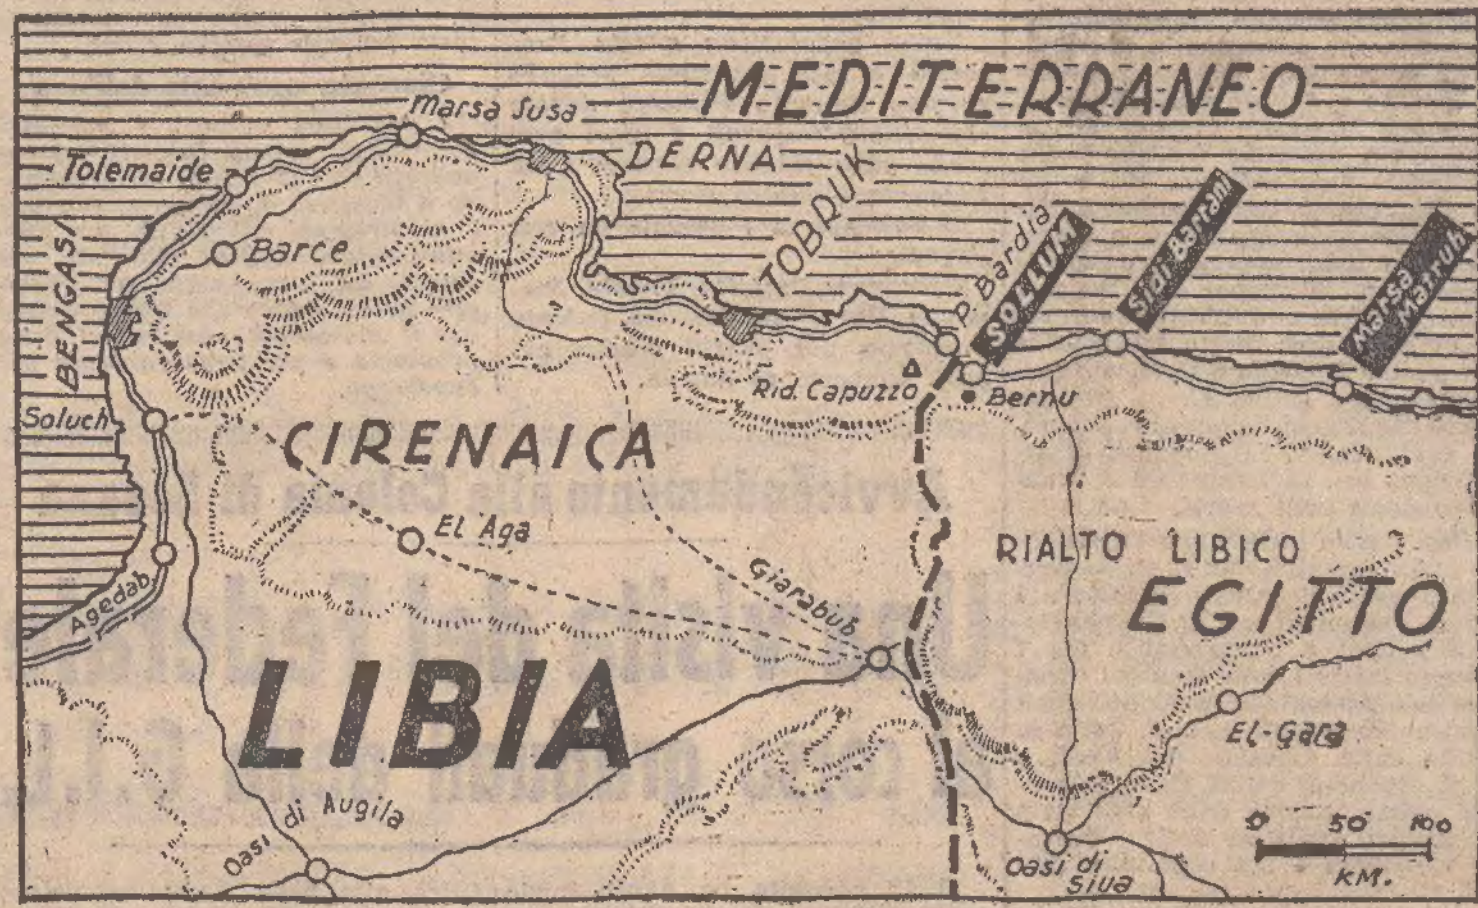 MEDITERRANEO
Marsa Susa
DERNA
Tolemaide
TOBRUK
Barce
BENGASI
P. Bardia
SOLLUM
Sidi Barrani
Marsa
Matrub
Rid. Capuzzo
Bernu
Soluch
CIRENAICA
El Aga
Giarabub
RIALTO LIBICO
EGITTO
Agedab
LIBIA
El-Gara
Oasi di Augila
Oasi di
Siua
0 50 100
KM.